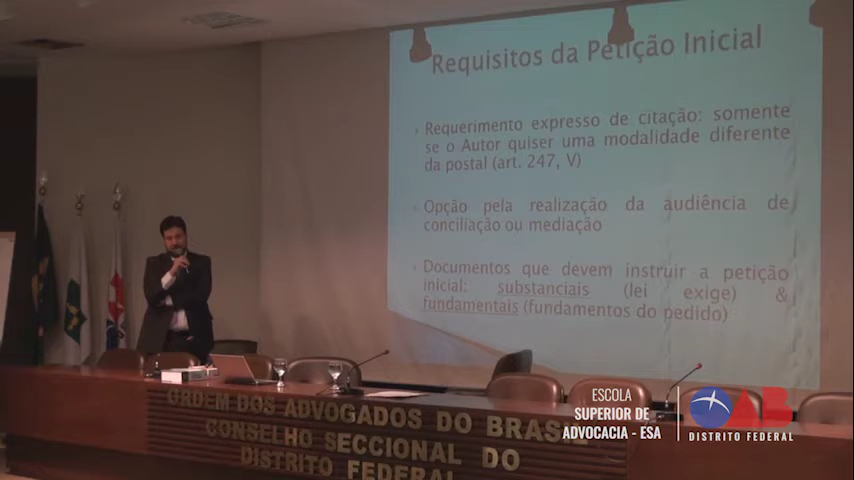 Requisitos da Petição Inicial
Requerimento expresso de citação: somente
se o Autor quiser uma modalidade diferente
da postal (art. 247, V)
Opção pela realização da audiência de
conciliação ou mediação
Documentos que devem instruir a petição
inicial: substanciais (lei exige) &
fundamentais (fundamentos do pedido)
ORDEM DOS ADVOGADOS DO BRASIL
CONSELHO SECCIONAL DO
DISTRITO FEDERAL
ESCOLA
SUPERIOR DE
ADVOCACIA - ESA
OAB
DISTRITO FEDERAL